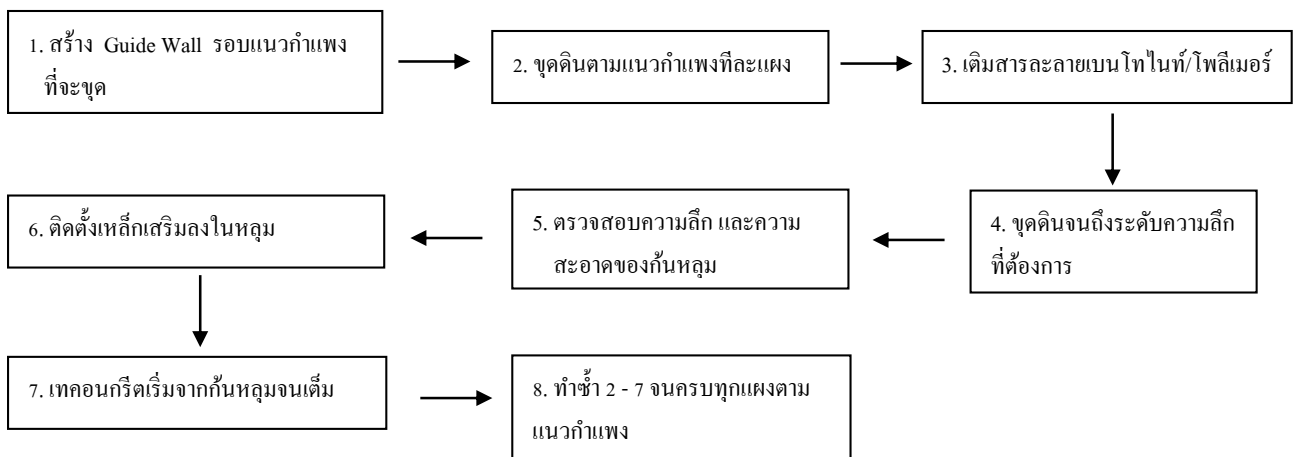 1. สร้าง Guide Wall รอบแนวกำแพง
ที่จะขุด
2. ขุดดินตามแนวกำแพงทีละแผง
3. เติมสารละลายเบนโทไนท์/โพลีเมอร์
4. ขุดดินจนถึงระดับความลึก
ที่ต้องการ
5. ตรวจสอบความลึก และความ
สะอาดของก้นหลุม
6. ติดตั้งเหล็กเสริมลงในหลุม
7. เทคอนกรีตเริ่มจากก้นหลุมจนเต็ม
8. ทำซ้ำ 2 - 7 จนครบทุกแผงตาม
แนวกำแพง